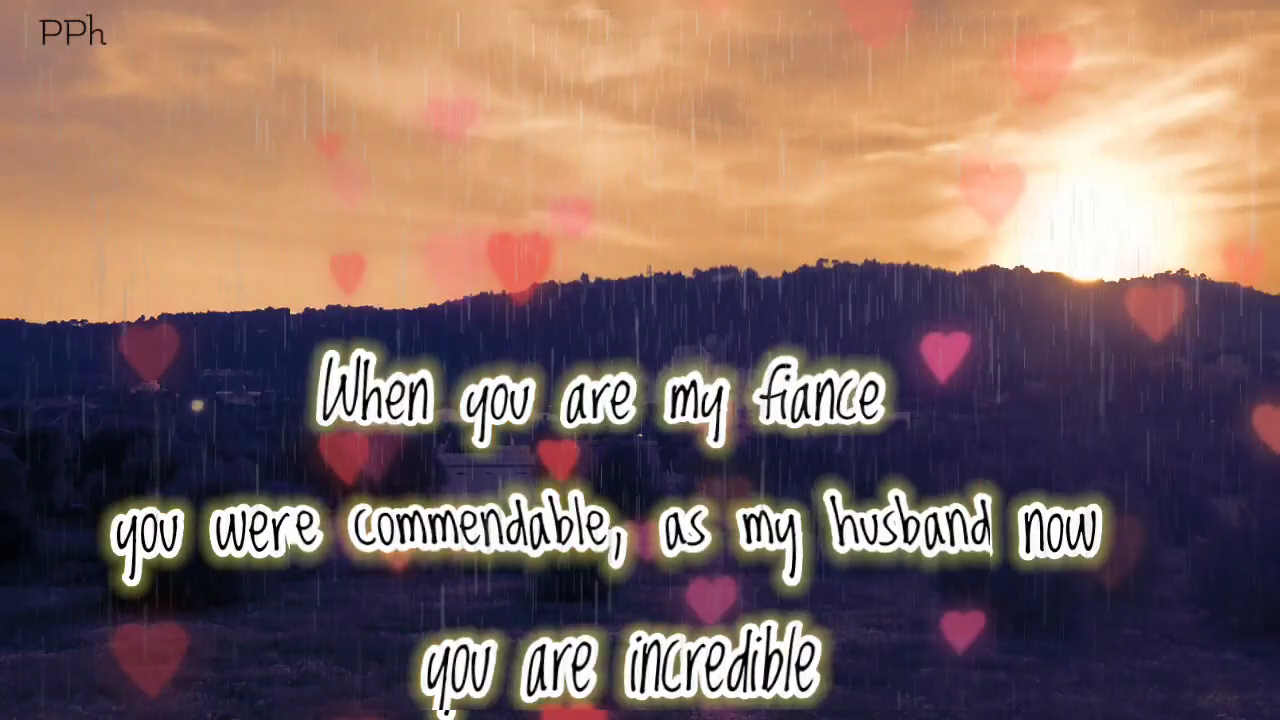 PPh
When you are my fiance
you were commendable, as my husband now
you are incredible